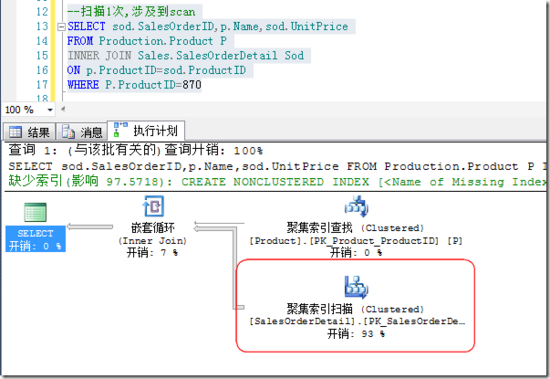 12
13 --扫描1次,涉及到scan
SELECT sod.SalesOrderID,p.Name,sod.UnitPrice
14 FROM Production.Product P
15 INNER JOIN Sales.SalesOrderDetail Sod
16 ON p.ProductID=sod.ProductID
17 WHERE P.ProductID=870
18
100 %
结果 消息 执行计划
查询 1: (与该批有关的)查询开销: 100%
SELECT sod.SalesOrderID,p.Name,sod.UnitPrice FROM Production.Product P I
缺少索引(影响 97.5718): CREATE NONCLUSTERED INDEX [<Name of Missing Index
SELECT
开销: 0 %
嵌套循环
(Inner Join)
开销: 7 %
聚集索引查找 (Clustered)
[Product].[PK_Product_ProductID] [P]
开销: 0 %
聚集索引扫描 (Clustered)
[SalesOrderDetail].[PK_SalesOrderDe…
开销: 93 %